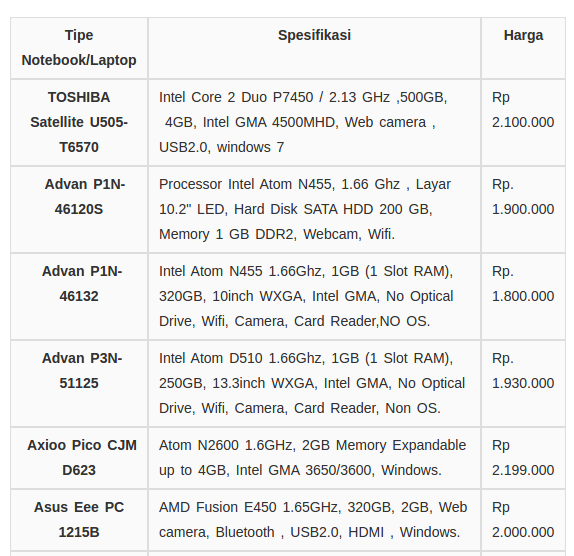 Tipe
Notebook/Laptop
Spesifikasi
Harga
TOSHIBA
Satellite U505-
T6570
Intel Core 2 Duo P7450 / 2.13 GHz ,500GB,
4GB, Intel GMA 4500MHD, Web camera ,
USB2.0, windows 7
Rp
2.100.000
Advan P1N-
46120S
Processor Intel Atom N455, 1.66 Ghz , Layar
10.2" LED, Hard Disk SATA HDD 200 GB,
Memory 1 GB DDR2, Webcam, Wifi.
Rp.
1.900.000
Advan P1N-
46132
Intel Atom N455 1.66Ghz, 1GB (1 Slot RAM),
320GB, 10inch WXGA, Intel GMA, No Optical
Drive, Wifi, Camera, Card Reader,NO OS.
Rp.
1.800.000
Advan P3N-
51125
Intel Atom D510 1.66Ghz, 1GB (1 Slot RAM),
250GB, 13.3inch WXGA, Intel GMA, No Optical
Drive, Wifi, Camera, Card Reader, Non OS.
Rp.
1.930.000
Axioo Pico CJM
D623
Atom N2600 1.6GHz, 2GB Memory Expandable
up to 4GB, Intel GMA 3650/3600, Windows.
Rp
2.199.000
Asus Eee PC
1215B
AMD Fusion E450 1.65GHz, 320GB, 2GB, Web
camera, Bluetooth , USB2.0, HDMI , Windows.
Rp
2.000.000